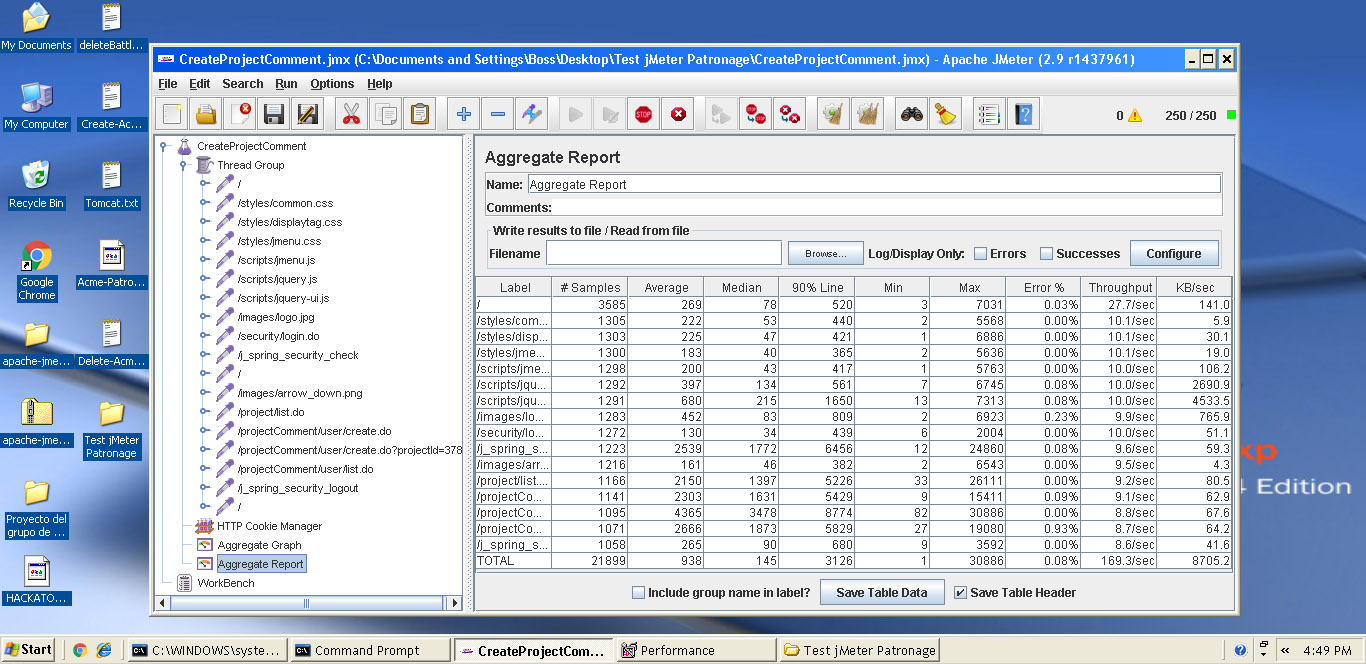 My Documents
deleteBattl...
My Computer
Create-Ac...
Recycle Bin
Tomcat.txt
Google
Chrome
Acme-Patro...
apache-jme...
Delete-Acm...
apache-jme...
Test jMeter
Patronage
Proyecto del
grupo de ...
HACKATO...
CreateProjectComment.jmx (C:\Documents and Settings\Boss\Desktop\Test jMeter Patronage\CreateProjectComment.jmx) - Apache JMeter (2.9 r1437961)
File Edit Search Run Options Help
STOP
0 250 / 250
CreateProjectComment
Thread Group
/
/styles/common.css
/styles/displaytag.css
/styles/jmenu.css
/scripts/jmenu.js
/scripts/jquery.js
/scripts/jquery-ui.js
/images/logo.jpg
/security/login.do
/j_spring_security_check
/
/images/arrow_down.png
/project/list.do
/projectComment/user/create.do
/projectComment/user/create.do?projectId=378
/projectComment/user/list.do
/j_spring_security_logout
/
HTTP Cookie Manager
Aggregate Graph
Aggregate Report
WorkBench
Aggregate Report
Name: Aggregate Report
Comments:
Write results to file / Read from file
Filename Browse... Log/Display Only: Errors Successes Configure
Label # Samples Average Median 90% Line Min Max Error % Throughput KB/sec
/ 3585 269 78 520 3 7031 0.03% 27.7/sec 141.0
/styles/com... 1305 222 53 440 2 5568 0.00% 10.1/sec 5.9
/styles/disp... 1303 225 47 421 1 6886 0.00% 10.1/sec 30.1
/styles/jme... 1300 183 40 365 2 5636 0.00% 10.1/sec 19.0
/scripts/jme... 1298 200 43 417 1 5763 0.00% 10.0/sec 106.2
/scripts/jqu... 1292 397 134 561 7 6745 0.08% 10.0/sec 2690.9
/scripts/jqu... 1291 680 215 1650 13 7313 0.08% 10.0/sec 4533.5
/images/lo... 1283 452 83 809 2 6923 0.23% 9.9/sec 765.9
/security/lo... 1272 130 34 439 6 2004 0.00% 10.0/sec 51.1
/j_spring_s... 1223 2539 1772 6456 12 24860 0.08% 9.6/sec 59.3
/images/arr... 1216 161 46 382 2 6543 0.00% 9.5/sec 4.3
/project/list.... 1166 2150 1397 5226 33 26111 0.00% 9.2/sec 80.5
/projectCo... 1141 2303 1631 5429 9 15411 0.09% 9.1/sec 62.9
/projectCo... 1095 4365 3478 8774 82 30886 0.00% 8.8/sec 67.6
/projectCo... 1071 2666 1873 5829 27 19080 0.93% 8.7/sec 64.2
/j_spring_s... 1058 265 90 680 9 3592 0.00% 8.6/sec 41.6
TOTAL 21899 938 145 3126 1 30886 0.08% 169.3/sec 8705.2
Include group name in label? Save Table Data Save Table Header
xp
4 Edition
Start C:\WINDOWS\syste... Command Prompt CreateProjectCom... Performance Test jMeter Patronage 4:49 PM